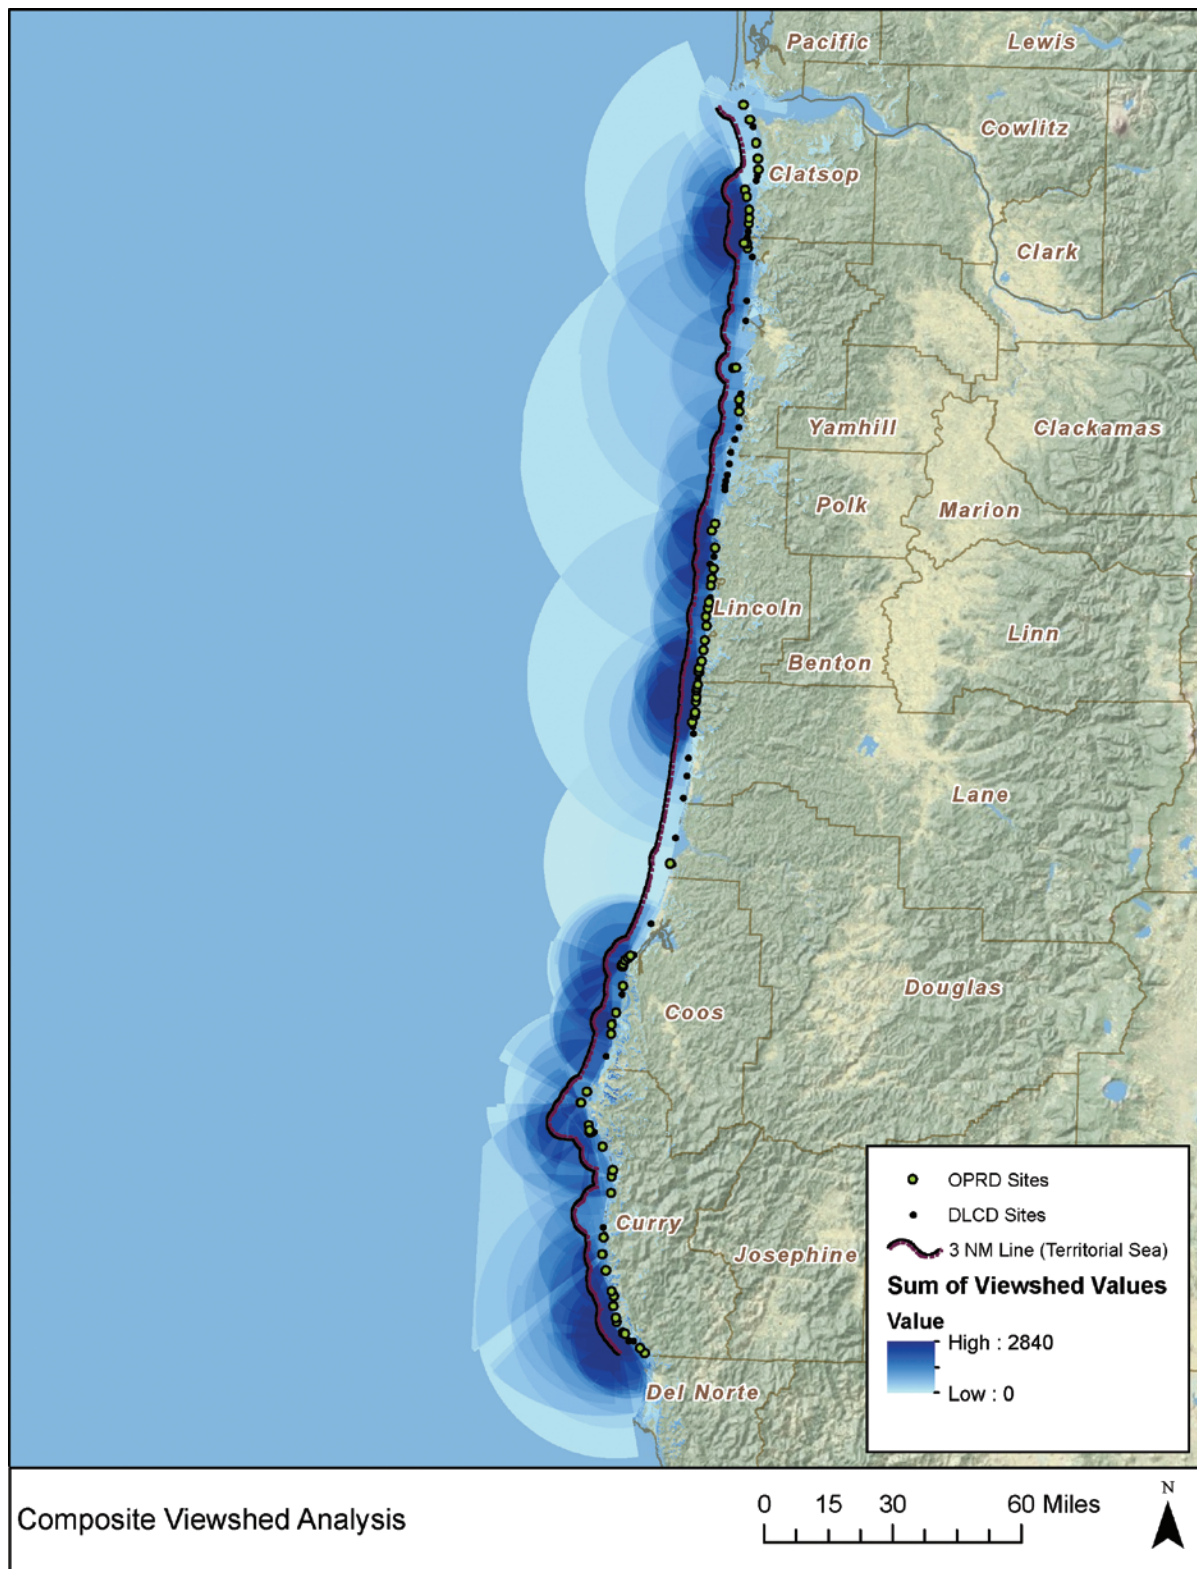 Pacific
Lewis
Cowlitz
Clatsop
Clark
Yamhill
Clackamas
Polk
Marion
Lincoln
Linn
Benton
Lane
Douglas
Coos
Curry
Josephine
Del Norte
OPRD Sites
DLCD Sites
3 NM Line (Territorial Sea)
Sum of Viewshed Values
Value
High : 2840
Low : 0
Composite Viewshed Analysis
0 15 30 60 Miles
N